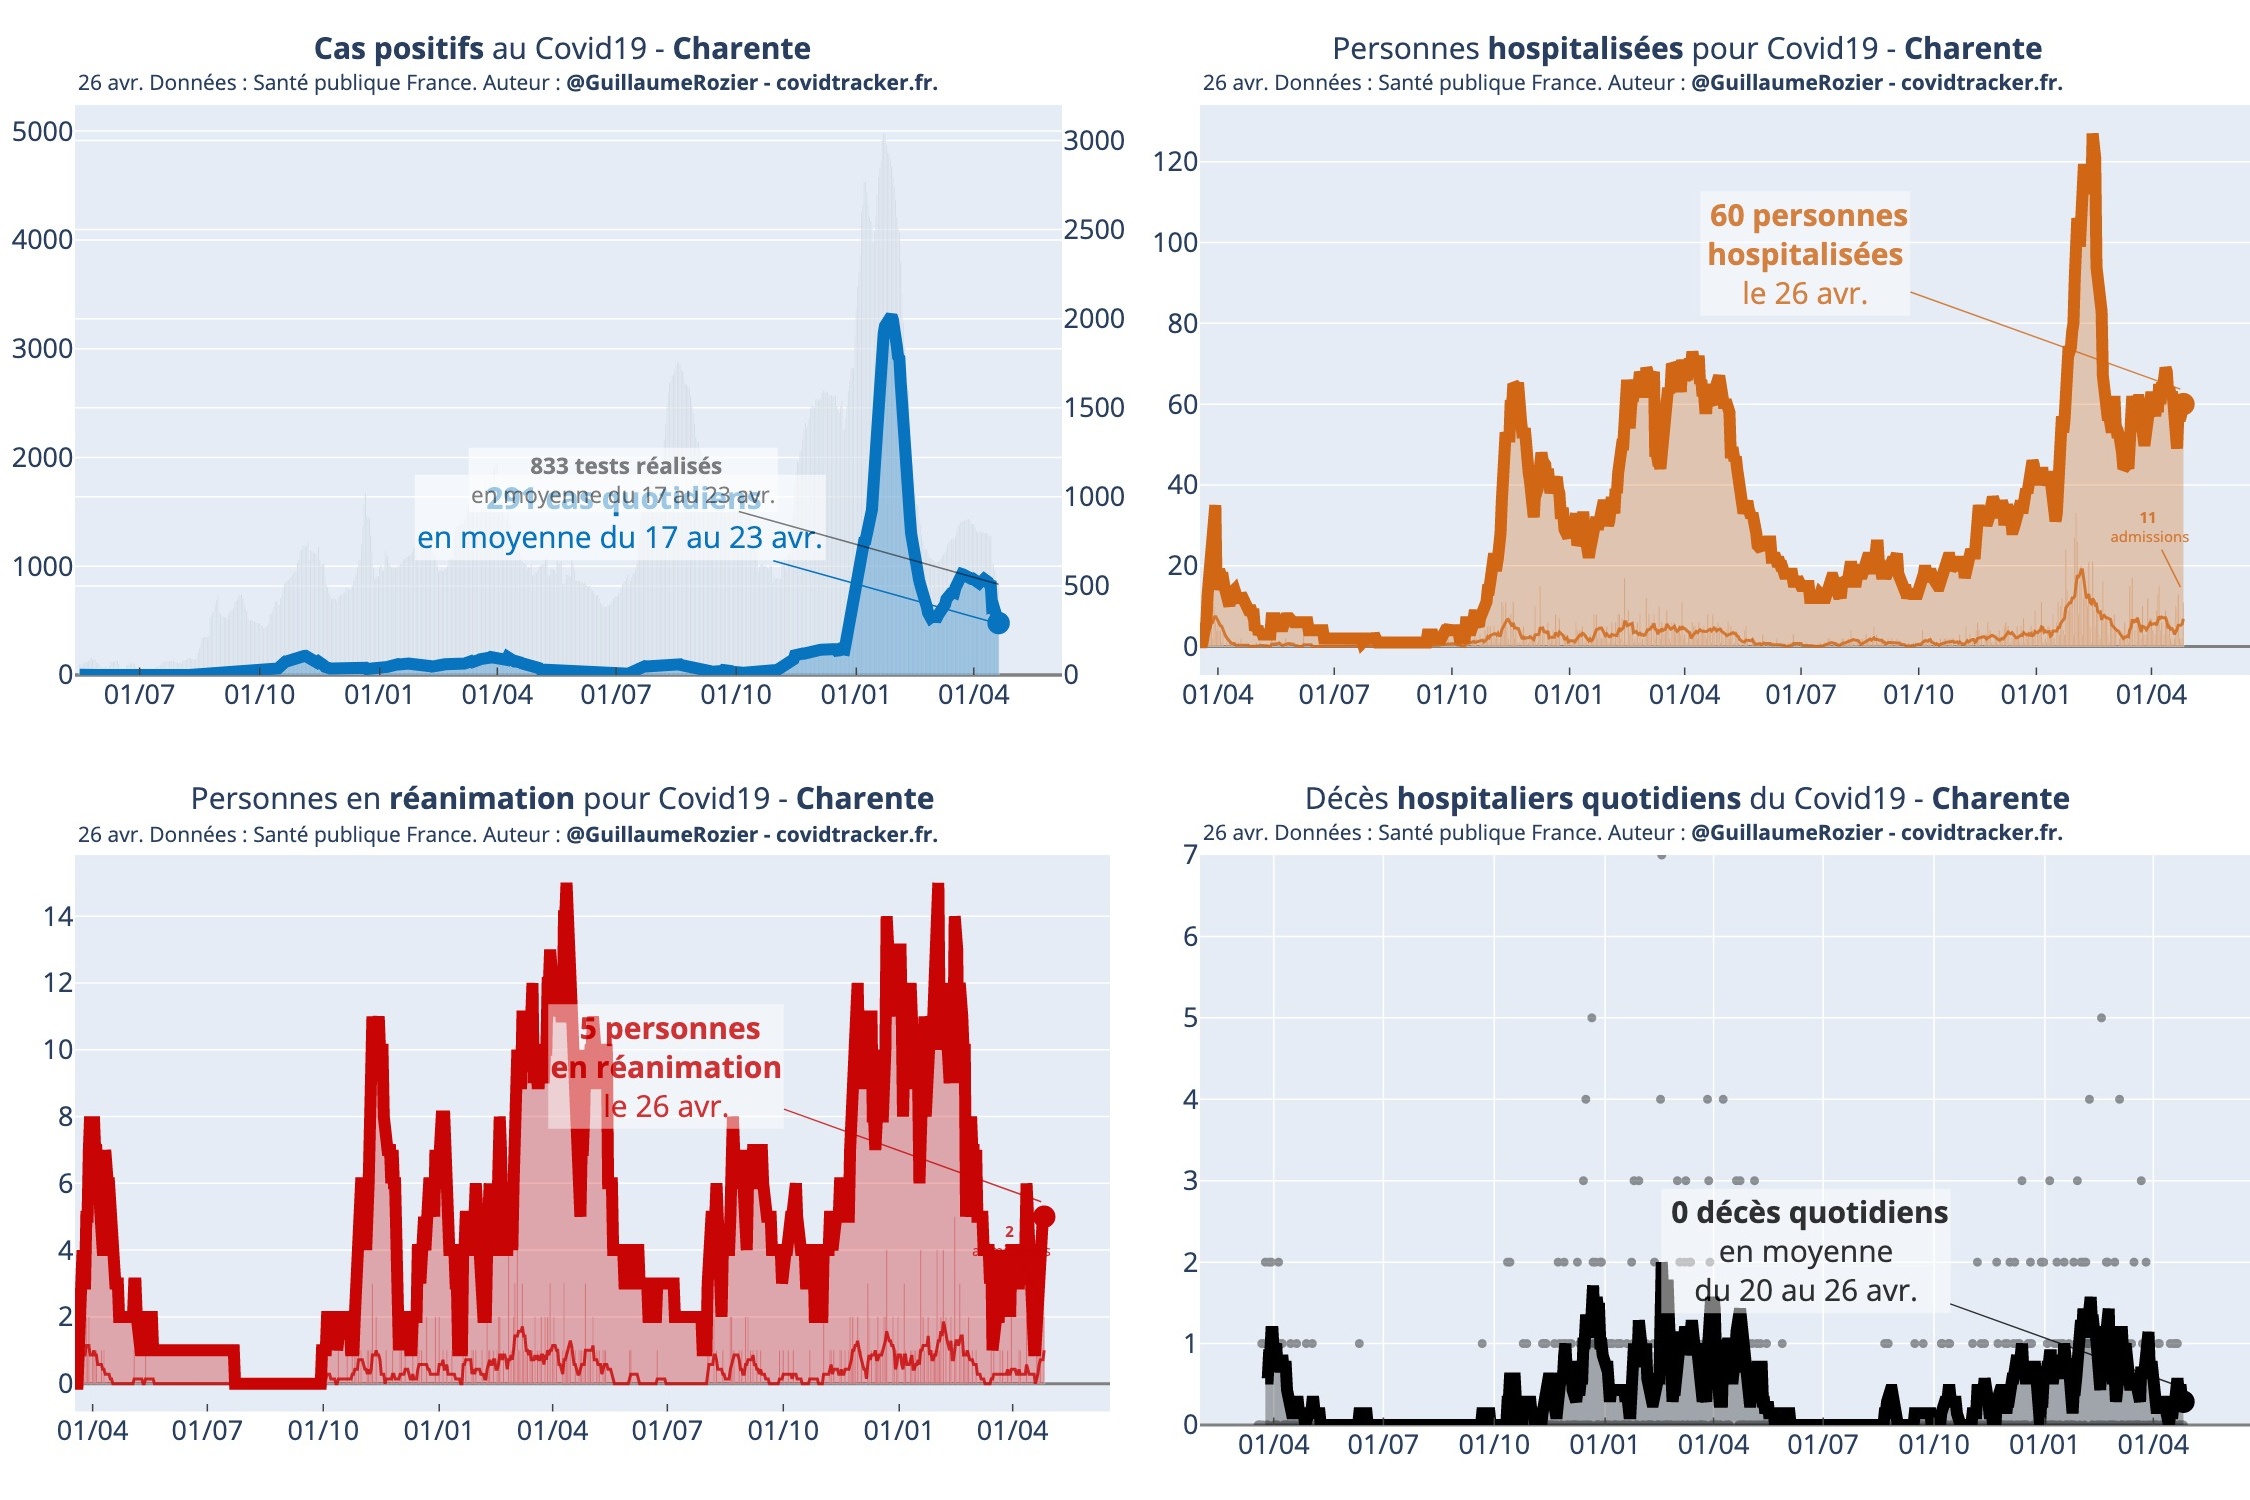 Cas positifs au Covid19 - Charente
26 avr. Données : Santé publique France. Auteur : @GuillaumeRozier - covidtracker.fr.
5000
4000
3000
2000
1000
0
3000
2500
2000
1500
1000
500
0
833 tests réalisés
en moyenne du 17 au 23 avr.
291 cas quotidiens
en moyenne du 17 au 23 avr.
01/07 01/10 01/01 01/04 01/07 01/10 01/01 01/04
Personnes hospitalisées pour Covid19 - Charente
26 avr. Données : Santé publique France. Auteur : @GuillaumeRozier - covidtracker.fr.
120
100
80
60
40
20
0
60 personnes
hospitalisées
le 26 avr.
11
admissions
01/04 01/07 01/10 01/01 01/04 01/07 01/10 01/01 01/04
Personnes en réanimation pour Covid19 - Charente
26 avr. Données : Santé publique France. Auteur : @GuillaumeRozier - covidtracker.fr.
14
12
10
8
6
4
2
0
5 personnes
en réanimation
le 26 avr.
2
01/04 01/07 01/10 01/01 01/04 01/07 01/10 01/01 01/04
Décès hospitaliers quotidiens du Covid19 - Charente
26 avr. Données : Santé publique France. Auteur : @GuillaumeRozier - covidtracker.fr.
7
6
5
4
3
2
1
0
0 décès quotidiens
en moyenne
du 20 au 26 avr.
01/04 01/07 01/10 01/01 01/04 01/07 01/10 01/01 01/04